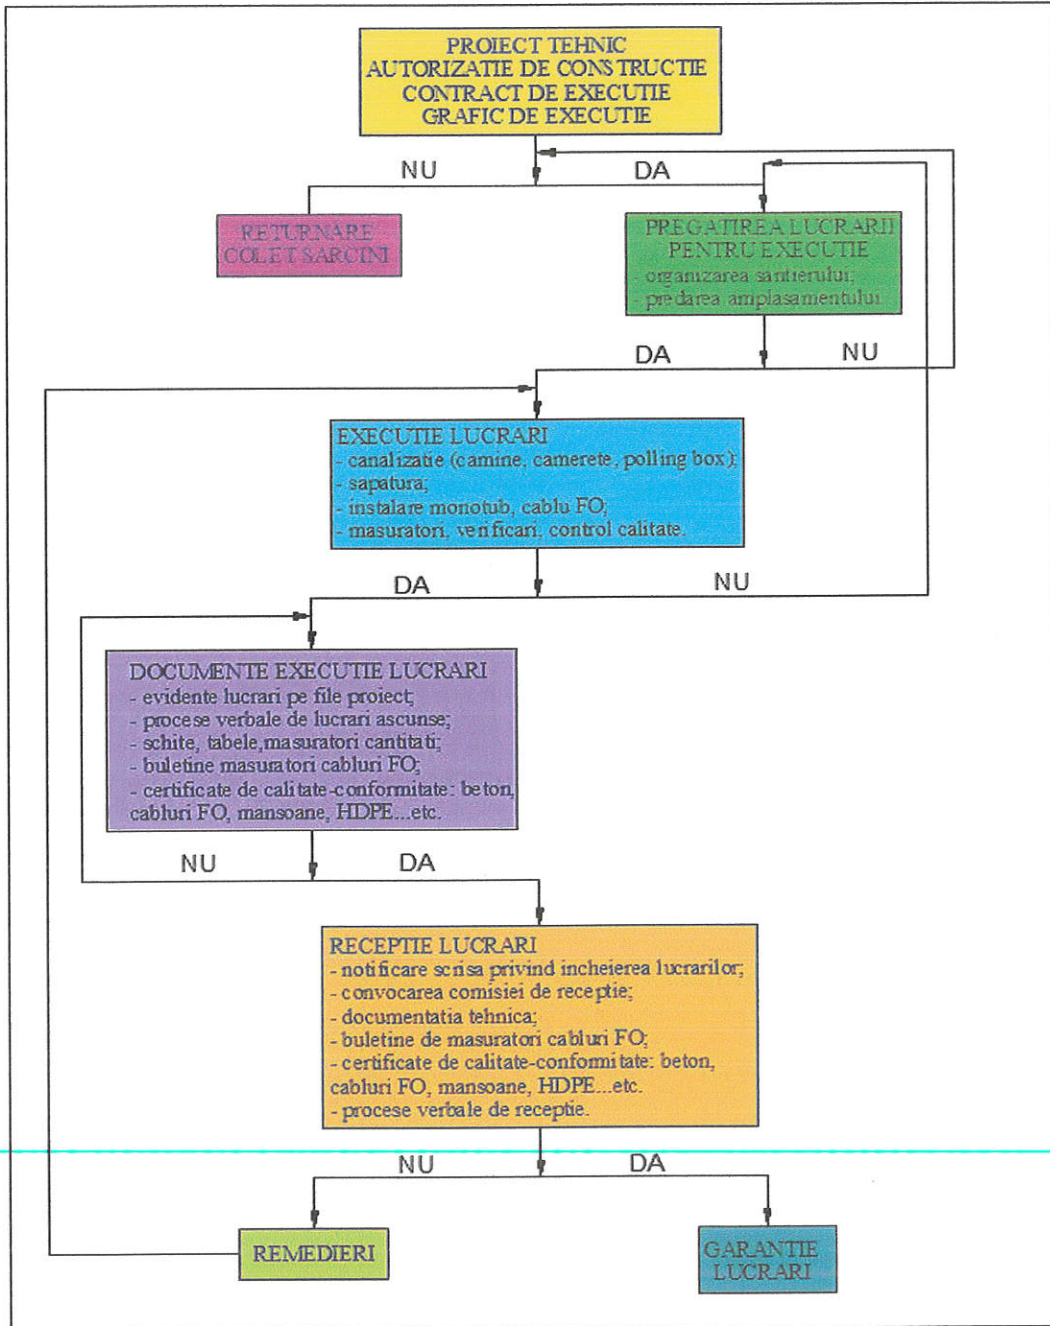 PROIECT TEHNIC
AUTORIZATIE DE CONSTRUCTIE
CONTRACT DE EXECUTIE
GRAFIC DE EXECUTIE
NU
DA
RETURNARE
COLET SARCINI
PREGATIREA LUCRARII
PENTRU EXECUTIE
- organizarea santierului;
- predarea amplasamentului
DA
NU
EXECUTIE LUCRARI
- canalizatie (camine, camerete, polling box);
- sapatura;
- instalare monotub, cablu FO;
- masuratori, verificari, control calitate.
DA
NU
DOCUMENTE EXECUTIE LUCRARI
- evidente lucrari pe file proiect;
- procese verbale de lucrari ascunse;
- schite, tabele,masuratori cantitati;
- buletine masuratori cabluri FO;
- certificate de calitate-conformitate: beton,
cabluri FO, mansoane, HDPE...etc.
NU
DA
RECEPTIE LUCRARI
- notificare scrisa privind incheierea lucrarilor;
- convocarea comisiei de receptie;
- documentatia tehnica;
- buletine de masuratori cabluri FO;
- certificate de calitate-conformitate: beton,
cabluri FO, mansoane, HDPE...etc.
- procese verbale de receptie.
NU
DA
REMEDIERI
GARANTIE
LUCRARI